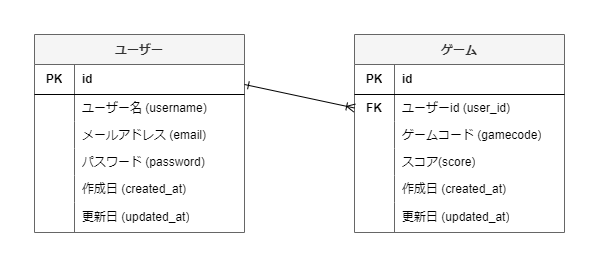 ユーザー
PK id
ユーザー名 (username)
メールアドレス (email)
パスワード (password)
作成日 (created_at)
更新日 (updated_at)
ゲーム
PK id
FK ユーザーid (user_id)
ゲームコード (gamecode)
スコア(score)
作成日 (created_at)
更新日 (updated_at)